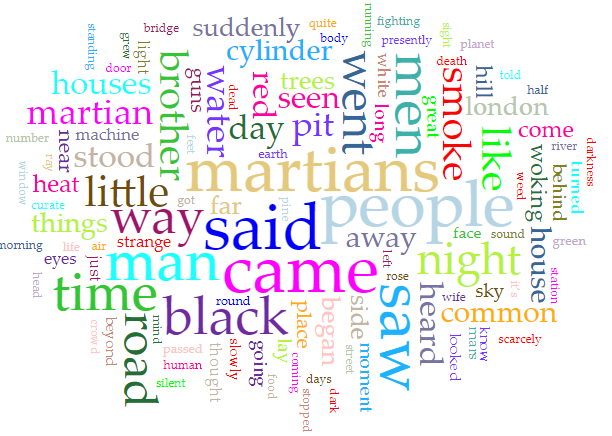 bridge
quite
running
fighting
sight
standing
grew
light
suddenly
body
presently
planet
door
cylinder
death
told
houses
brother
guns
water
dead
red
trees
seen
went
white
long
men
great
smoke
hill
half
london
martian
number
near
machine
day
pit
like
come
river
darkness
stood
feet
earth
woking
behind
turned
window
ray
heat
little
martians
people
weed
curate
things
way
got
far
pine
said
away
face
sound
house
green
morning
life
air
strange
eyes
just
man
came
left
rose
saw
night
station
head
time
round
wife
sky
it's
black
common
crowd
beyond
road
mind
place
began
side
heard
looked
mars
know
scarcely
passed
human
silent
thought
slowly
going
lay
coming
food
days
stopped
dark
street
moment